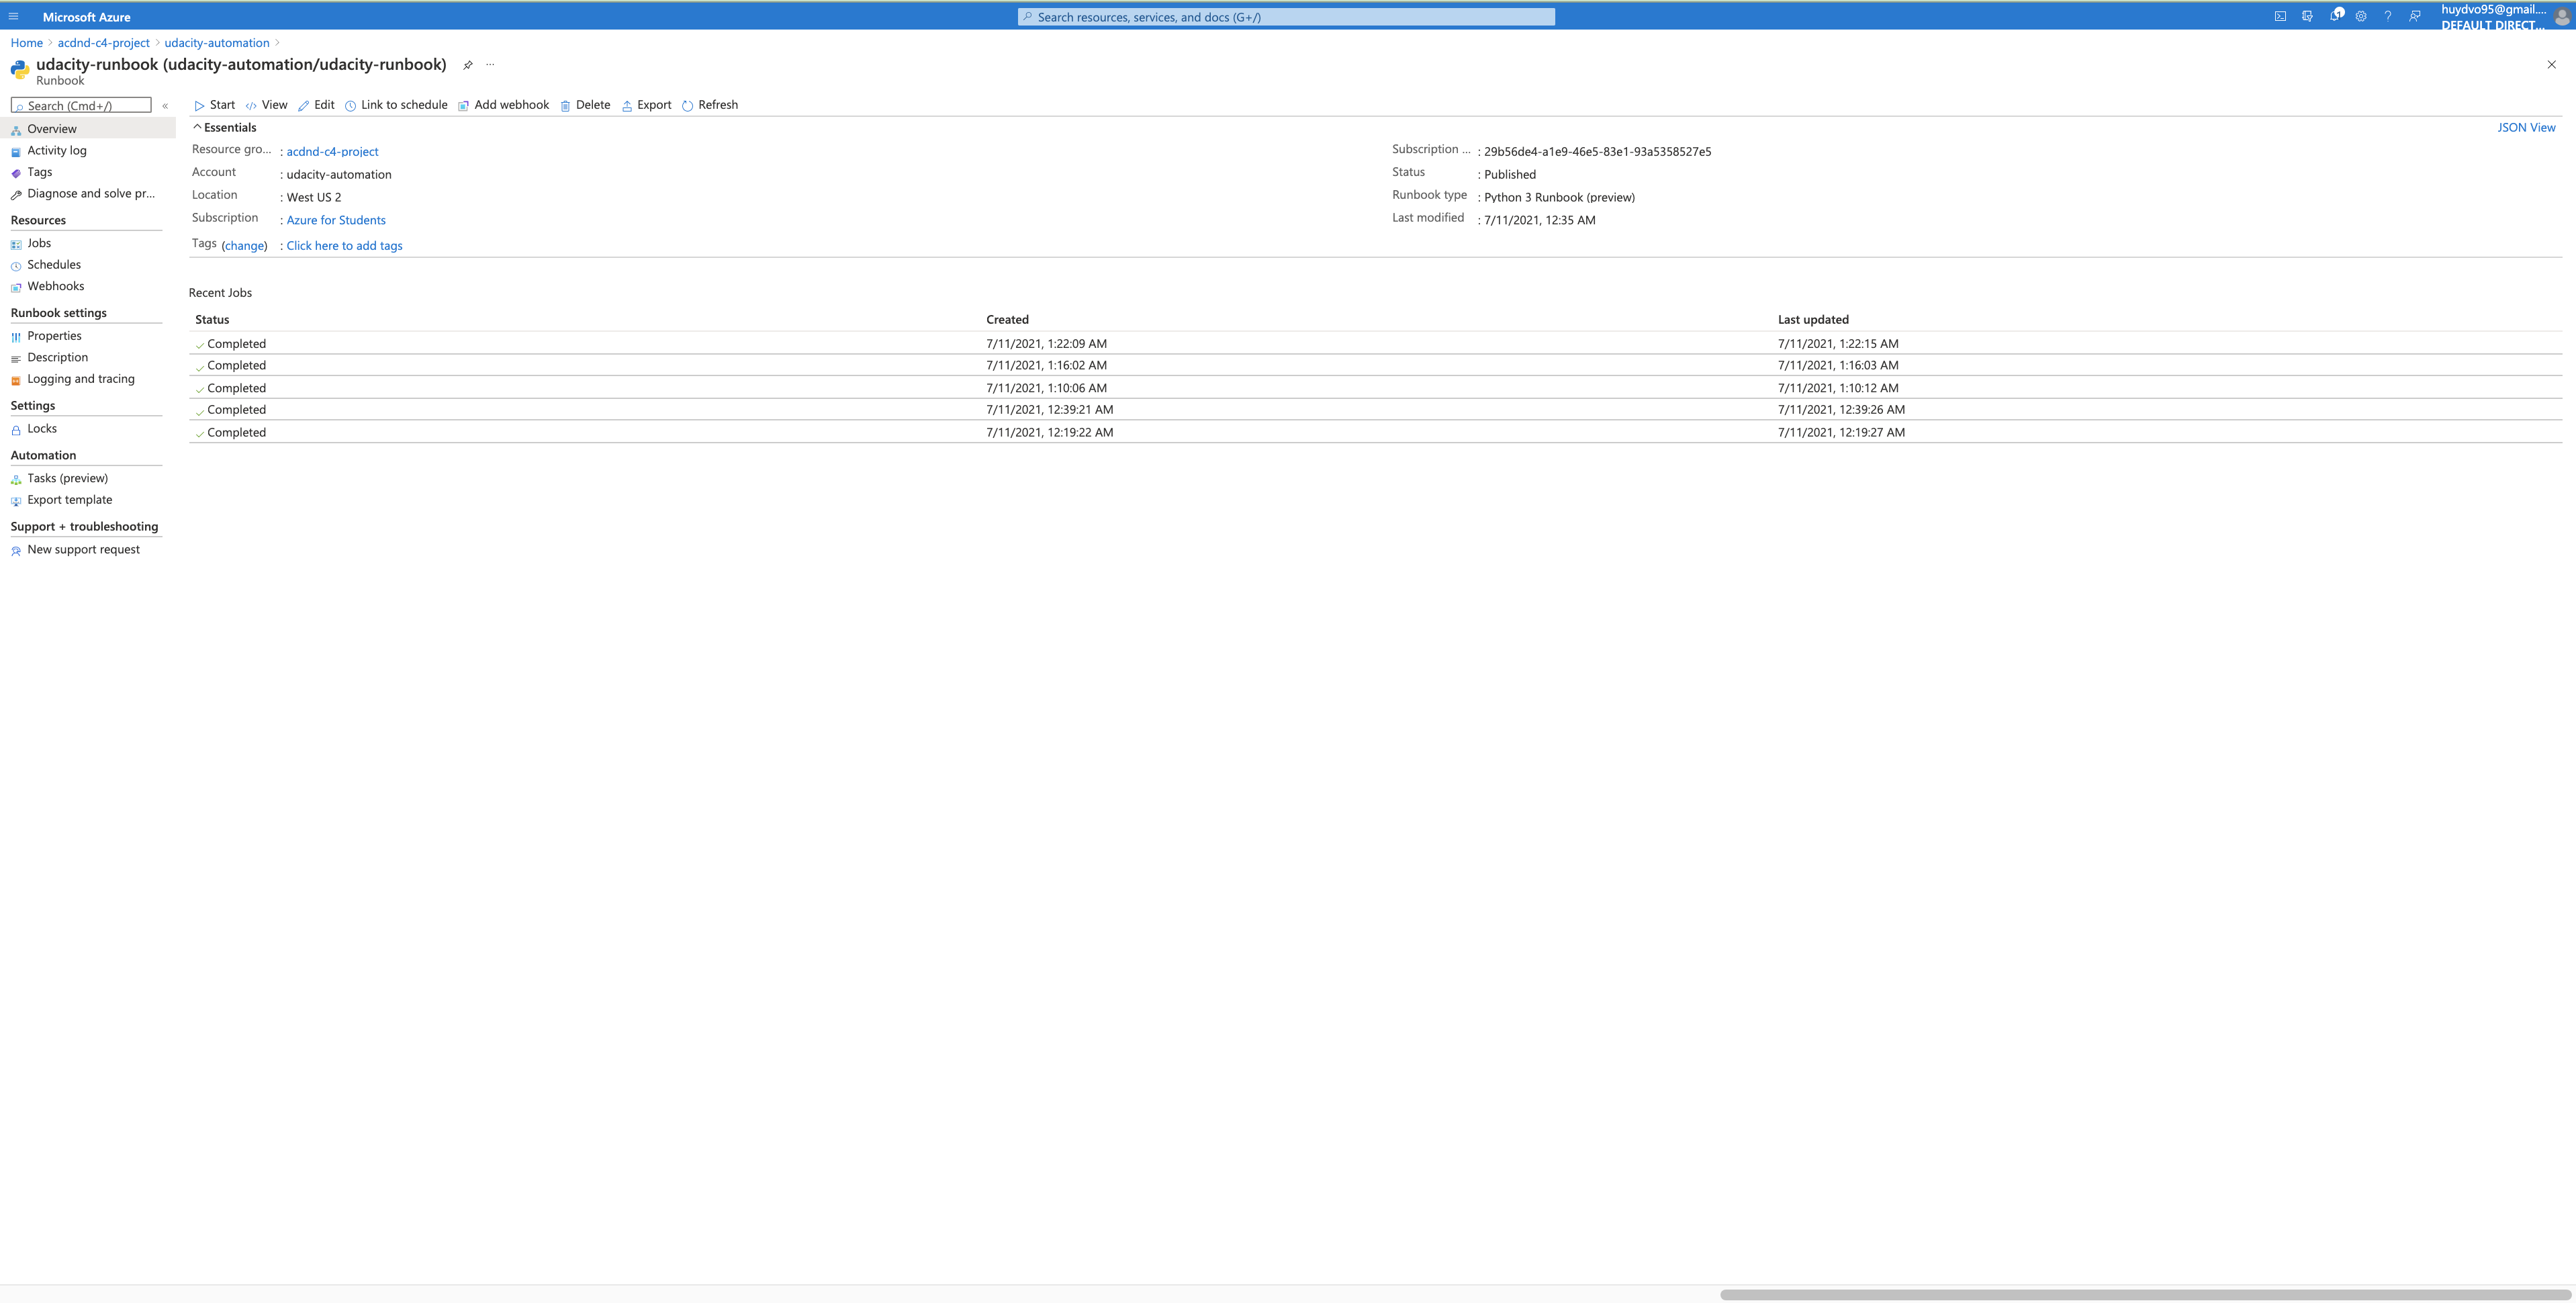 Microsoft Azure
Search resources, services, and docs (G+/)
1
huydvo95@gmail....
DEFAULT DIRECT...
Home > acdnd-c4-project > udacity-automation >
udacity-runbook (udacity-automation/udacity-runbook) ...
Runbook
Search (Cmd+/) «
Start View Edit Link to schedule Add webhook Delete Export Refresh
Overview
Activity log
Tags
Diagnose and solve pr...
Resources
Jobs
Schedules
Webhooks
Runbook settings
Properties
Description
Logging and tracing
Settings
Locks
Automation
Tasks (preview)
Export template
Support + troubleshooting
New support request
Essentials JSON View
Resource gro... : acdnd-c4-project
Account : udacity-automation
Location : West US 2
Subscription : Azure for Students
Subscription ... : 29b56de4-a1e9-46e5-83e1-93a5358527e5
Status : Published
Runbook type : Python 3 Runbook (preview)
Last modified : 7/11/2021, 12:35 AM
Tags (change) : Click here to add tags
Recent Jobs
Status Created Last updated
Completed 7/11/2021, 1:22:09 AM 7/11/2021, 1:22:15 AM
Completed 7/11/2021, 1:16:02 AM 7/11/2021, 1:16:03 AM
Completed 7/11/2021, 1:10:06 AM 7/11/2021, 1:10:12 AM
Completed 7/11/2021, 12:39:21 AM 7/11/2021, 12:39:26 AM
Completed 7/11/2021, 12:19:22 AM 7/11/2021, 12:19:27 AM